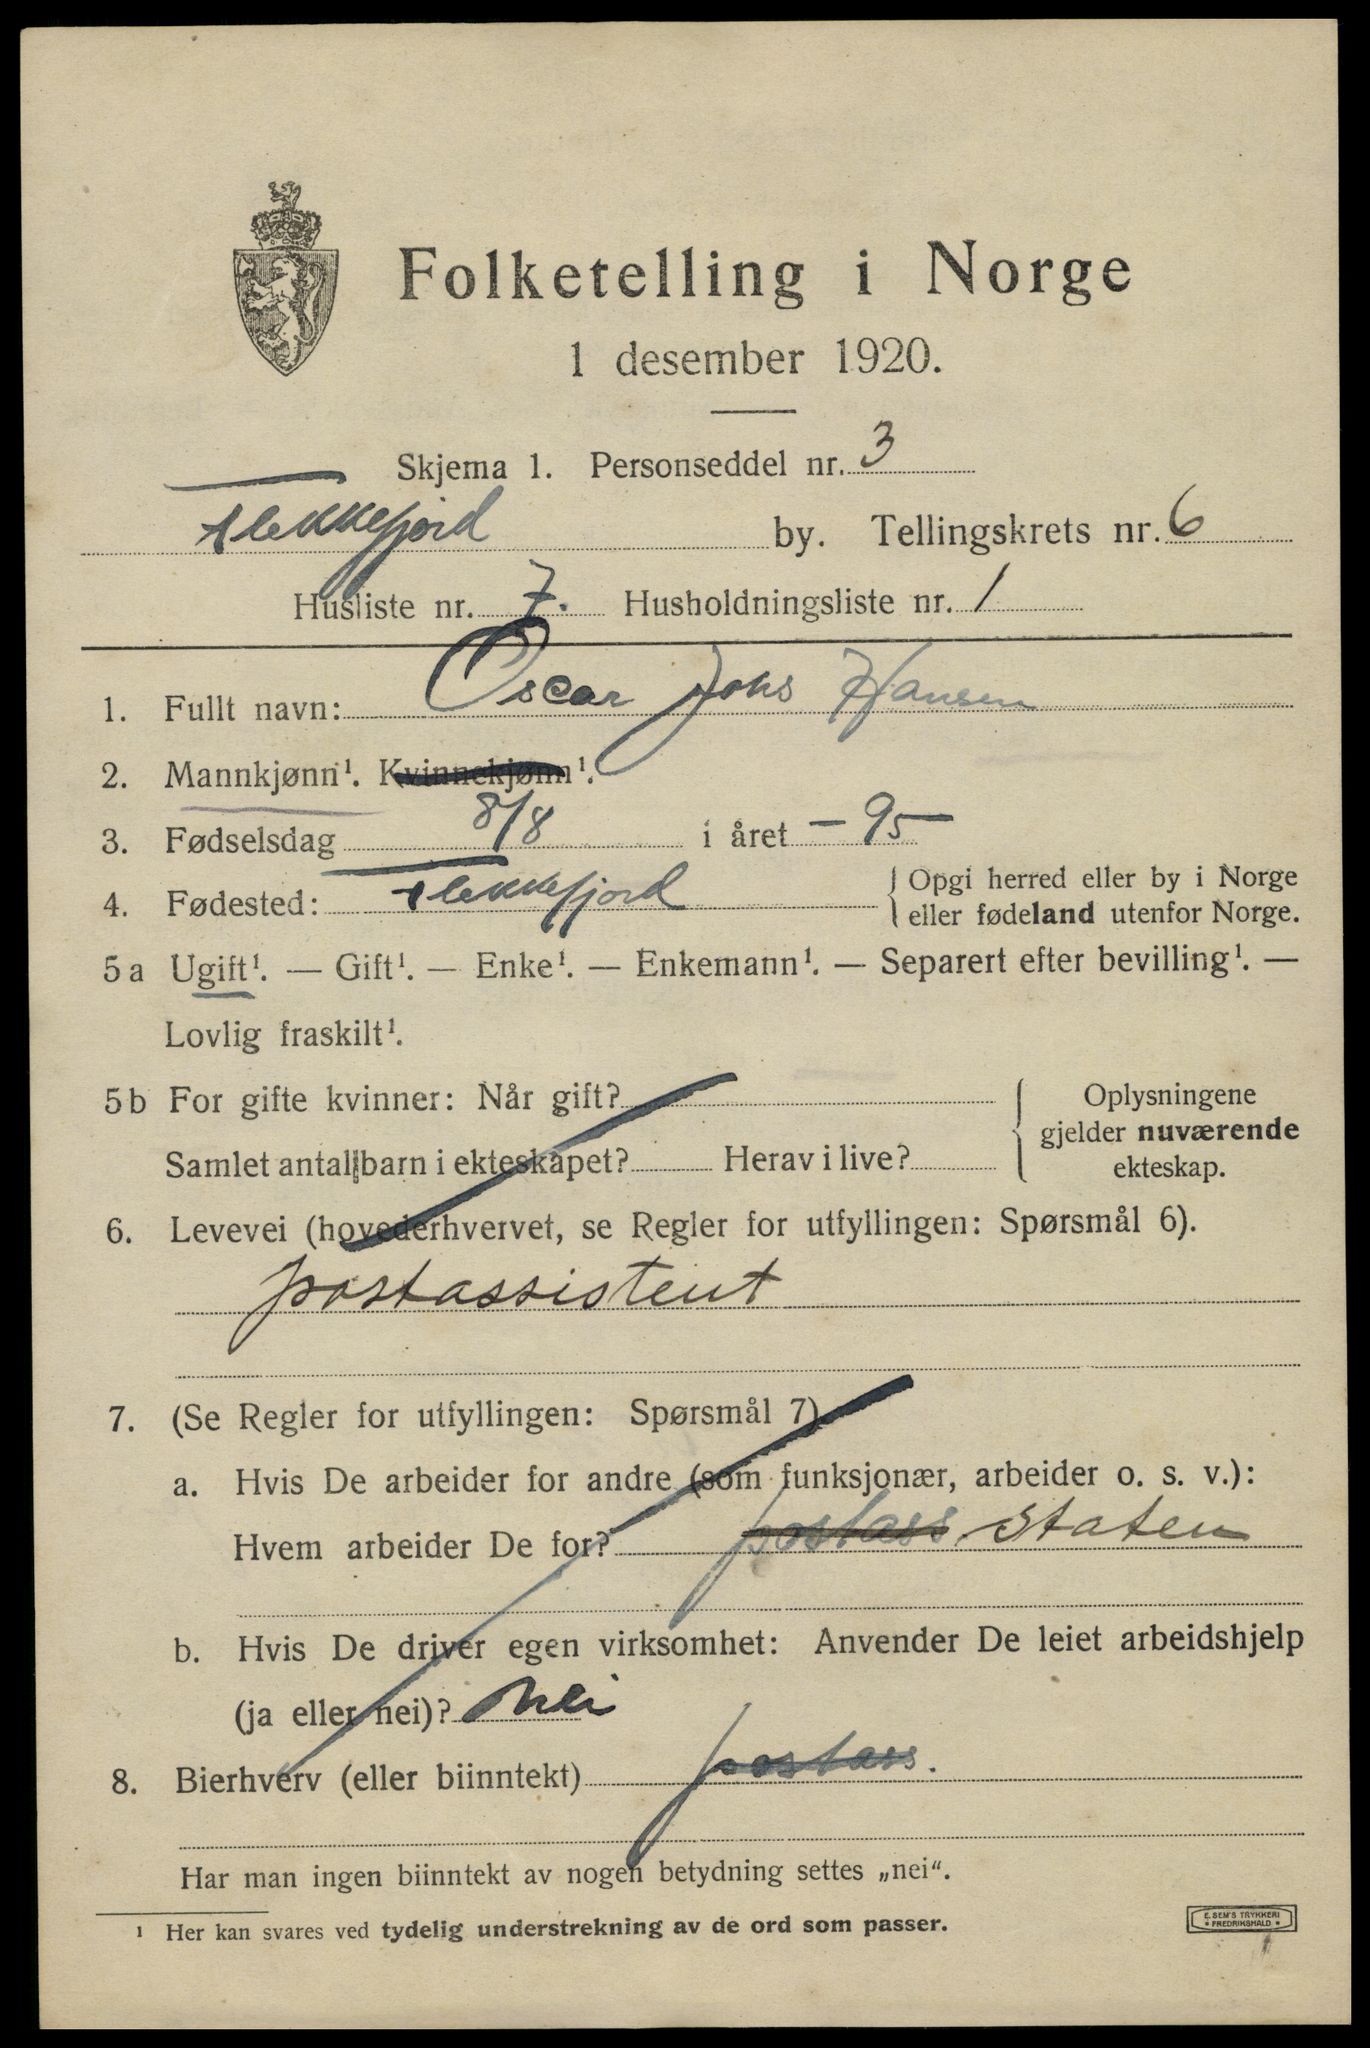 Folketelling i Norge
1 desember 1920.
Skjema 1. Personseddel nr. 3
Flekkefjord by. Tellingskrets nr. 6
Husliste nr. 7. Husholdningsliste nr. 1
1. Fullt navn: Oscar Johs Hansen
2. Mannkjønn¹. Kvinnekjønn¹.
3. Fødselsdag 8/8 i året – 95 –
4. Fødested: Flekkefjord { Opgi herred eller by i Norge
eller fødeland utenfor Norge.
5 a Ugift¹. — Gift¹. — Enke¹. — Enkemann¹. — Separert efter bevilling¹. —
Lovlig fraskilt¹.
5 b For gifte kvinner: Når gift? { Oplysningene
gjelder nuværende
Samlet antal barn i ekteskapet? Herav i live?
ekteskap.
6. Levevei (hovederhvervet, se Regler for utfyllingen: Spørsmål 6).
postassistent
7. (Se Regler for utfyllingen: Spørsmål 7)
a. Hvis De arbeider for andre (som funksjonær, arbeider o. s. v.):
Hvem arbeider De for? postass staten
b. Hvis De driver egen virksomhet: Anvender De leiet arbeidshjelp
(ja eller nei)? Nei
8. Bierhverv (eller biinntekt) postass.
Har man ingen biinntekt av nogen betydning settes „nei“.
¹ Her kan svares ved tydelig understrekning av de ord som passer.
E. SEM'S TRYKKERI
• FREDRIKSHALD •